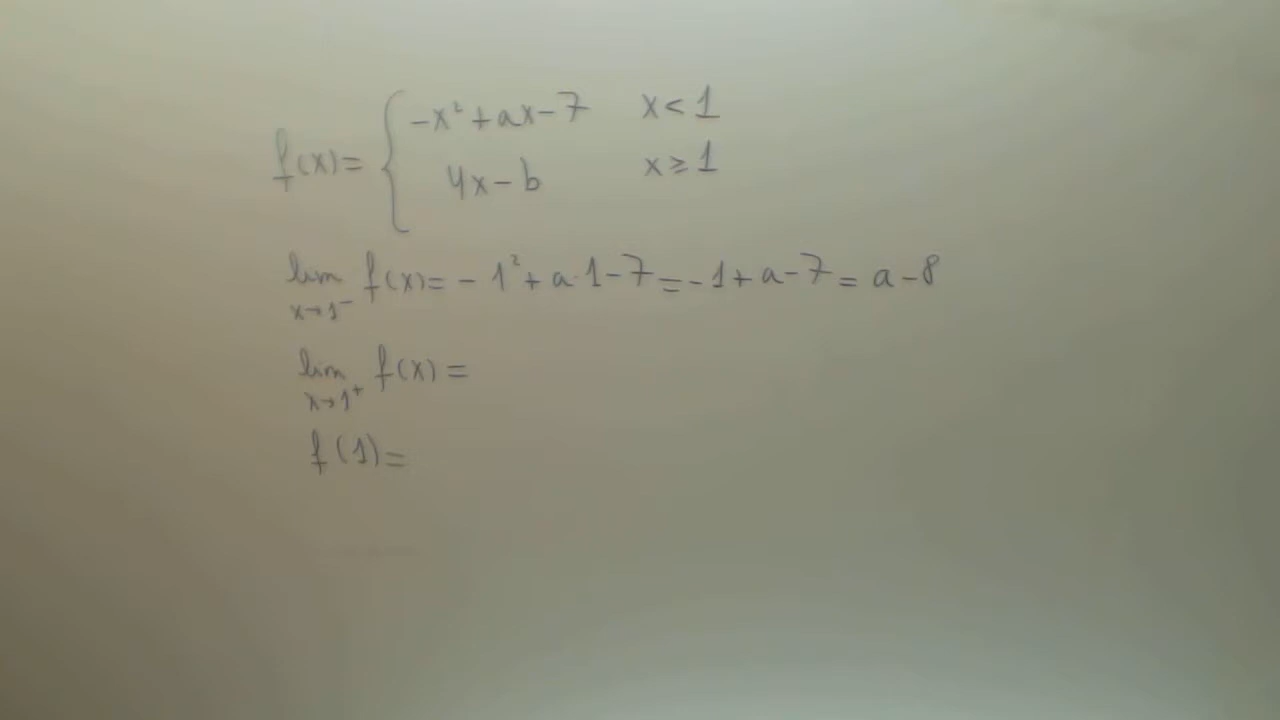 f(x)= { -x²+ax-7 x<1
4x-b x≥1
lim x→1⁻ f(x)= -1²+a·1-7=-1+a-7= a-8
lim x→1⁺ f(x)=
f(1)=